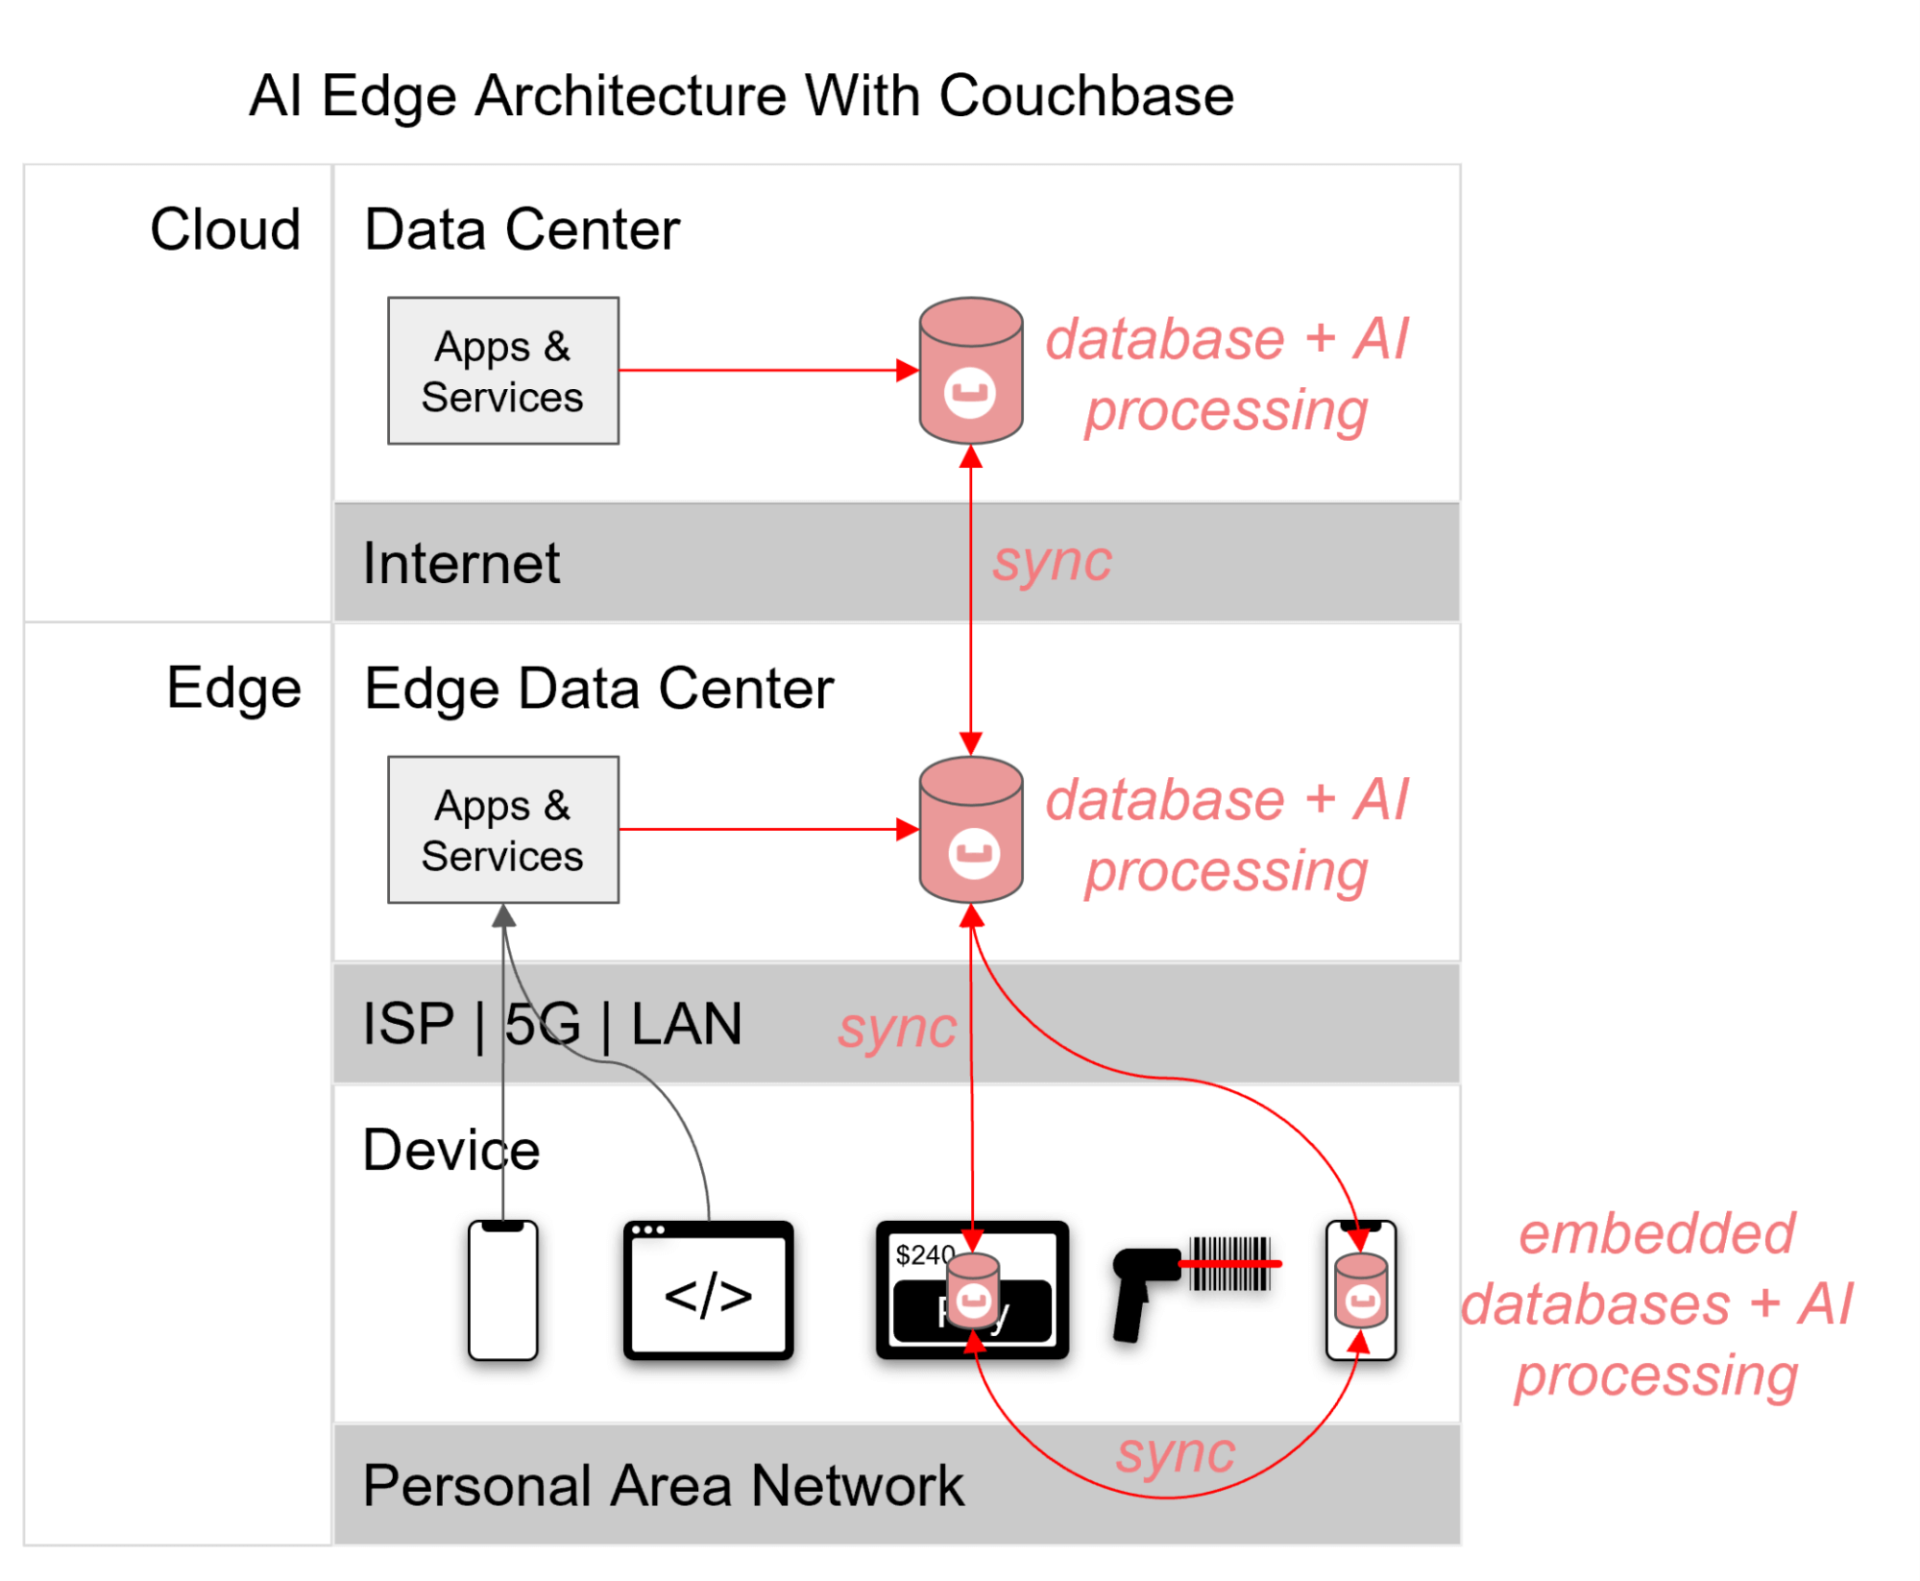 AI Edge Architecture With Couchbase
Cloud
Data Center
Apps &
Services
database + AI
processing
Internet
sync
Edge
Edge Data Center
Apps &
Services
database + AI
processing
ISP | 5G | LAN
sync
Device
</>
$240
embedded
databases + AI
processing
Personal Area Network
sync